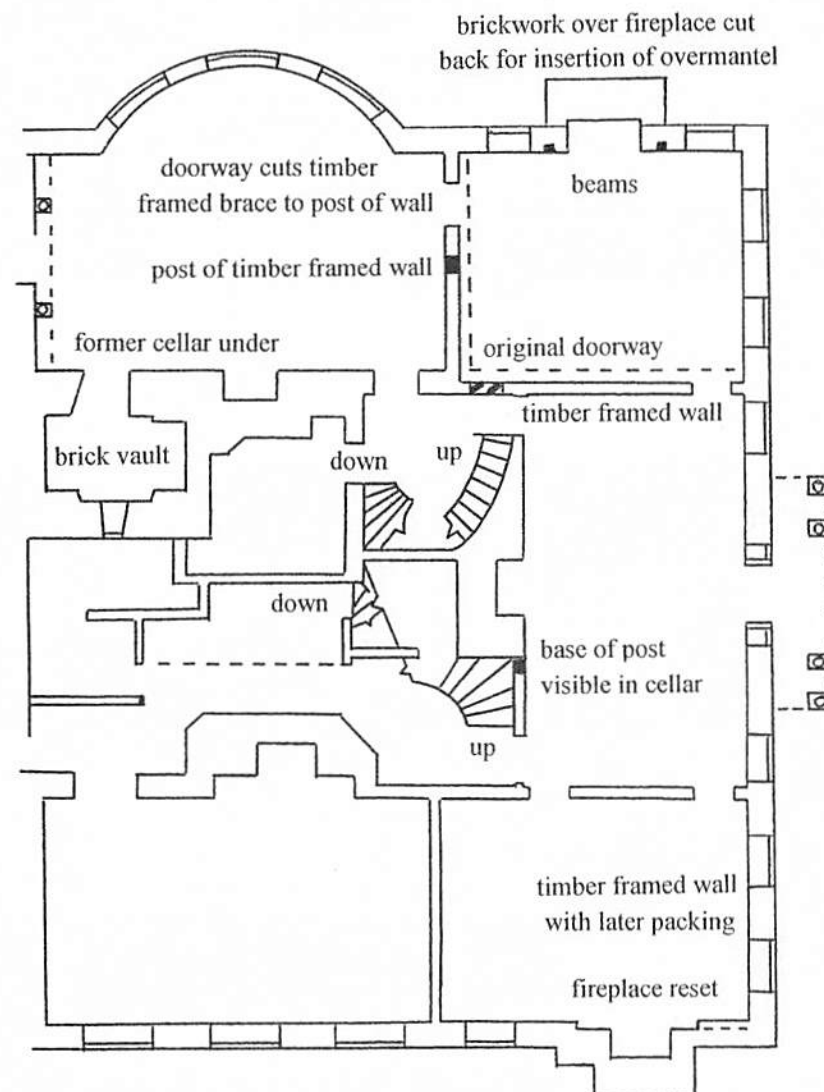 brickwork over fireplace cut
back for insertion of overmantel
doorway cuts timber
framed brace to post of wall
beams
post of timber framed wall
former cellar under
original doorway
timber framed wall
brick vault
down
up
down
base of post
visible in cellar
up
timber framed wall
with later packing
fireplace reset